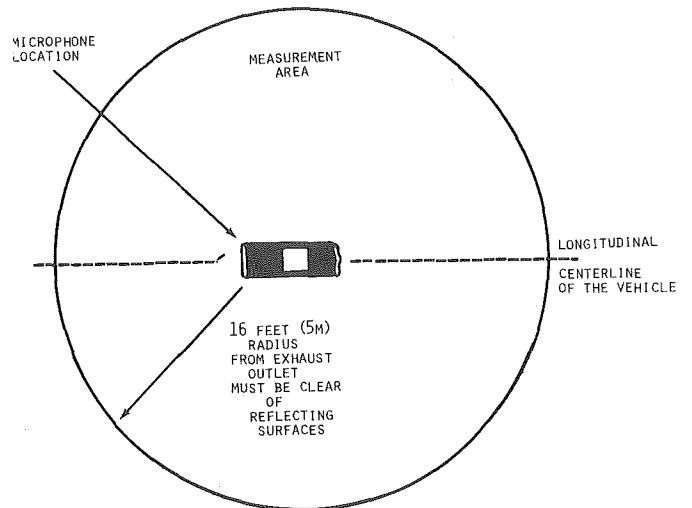 MICROPHONE
LOCATION
MEASUREMENT
AREA
LONGITUDINAL
CENTERLINE
OF THE VEHICLE
16 FEET (5M)
RADIUS
FROM EXHAUST
OUTLET
MUST BE CLEAR
OF
REFLECTING
SURFACES